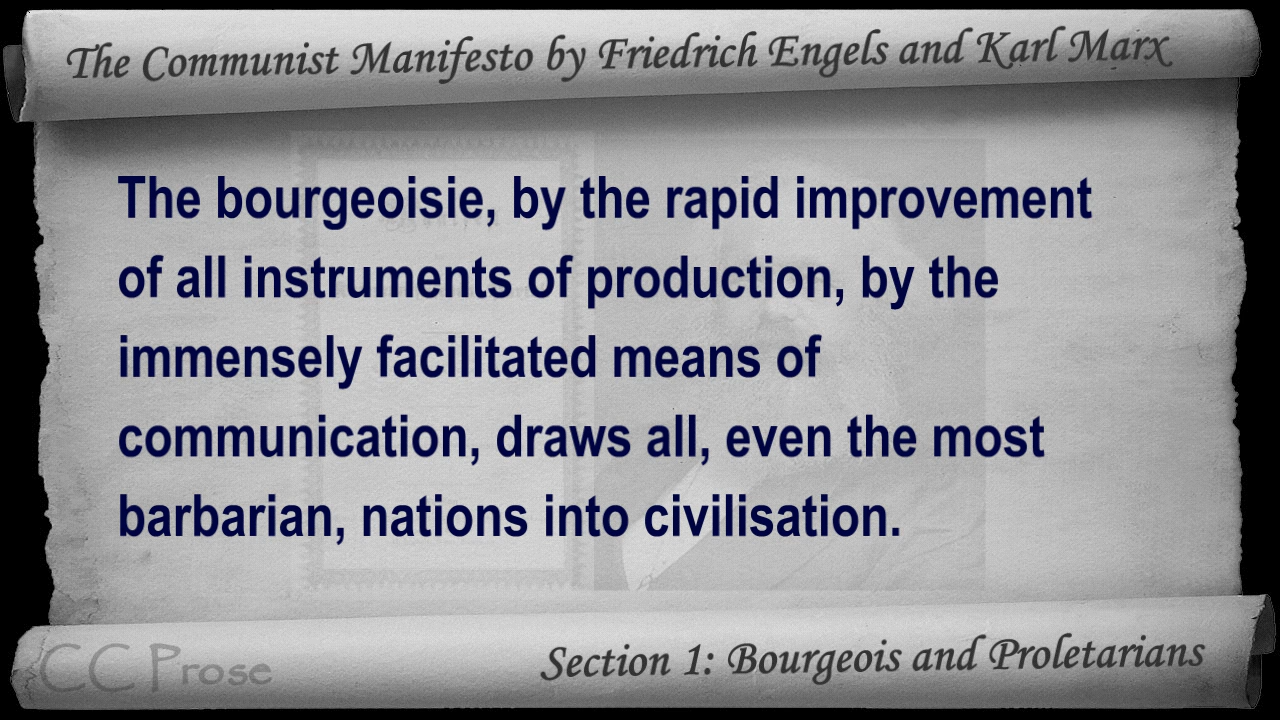 The Communist Manifesto by Friedrich Engels and Karl Marx
The bourgeoisie, by the rapid improvement
of all instruments of production, by the
immensely facilitated means of
communication, draws all, even the most
barbarian, nations into civilisation.
CC Prose
Section 1: Bourgeois and Proletarians